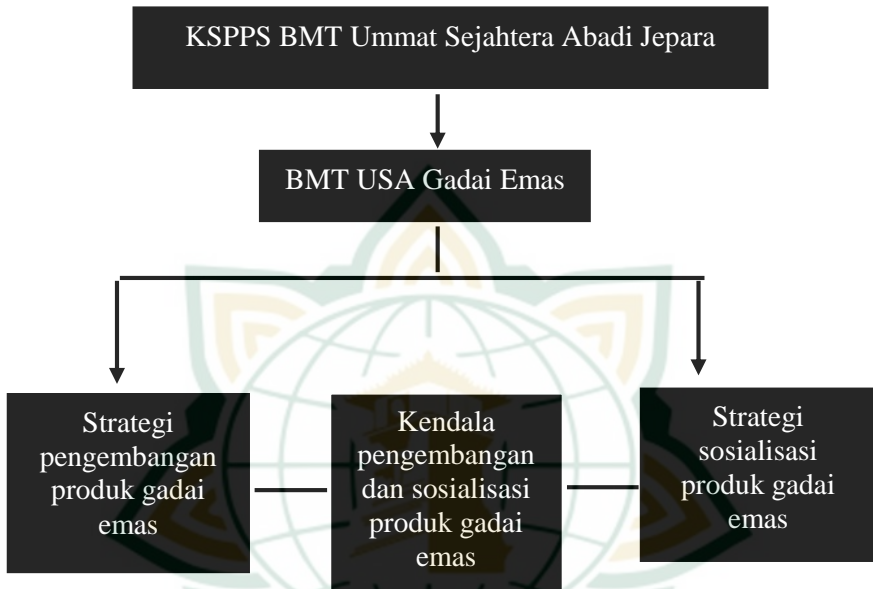 KSPPS BMT Ummat Sejahtera Abadi Jepara
BMT USA Gadai Emas
Strategi
pengembangan
produk gadai
emas
Kendala
pengembangan
dan sosialisasi
produk gadai
emas
Strategi
sosialisasi
produk gadai
emas